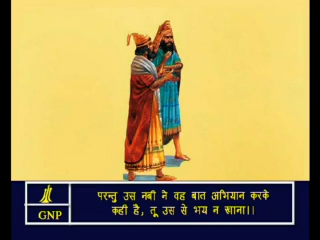 परन्तु उस नबी ने वह बात अभियान करके
कही है, तू उस से भय न खाना।।
GNP